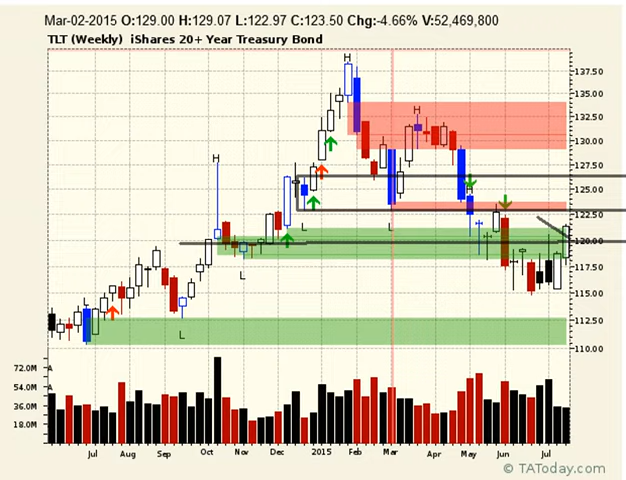 Mar-02-2015 O:129.00 H:129.07 L:122.97 C:123.50 Chg:-4.66% V:52,469,800
TLT (Weekly) iShares 20+ Year Treasury Bond
H
137.50
135.00
H
132.50
130.00
H
127.50
125.00
L
122.50
L
L
120.00
L
117.50
115.00
L
112.50
L
110.00
72.0M A
54.0M A
36.0M
18.0M
Jul Aug Sep Oct Nov Dec 2015 Feb Mar Apr May Jun Jul
© TAToday.com